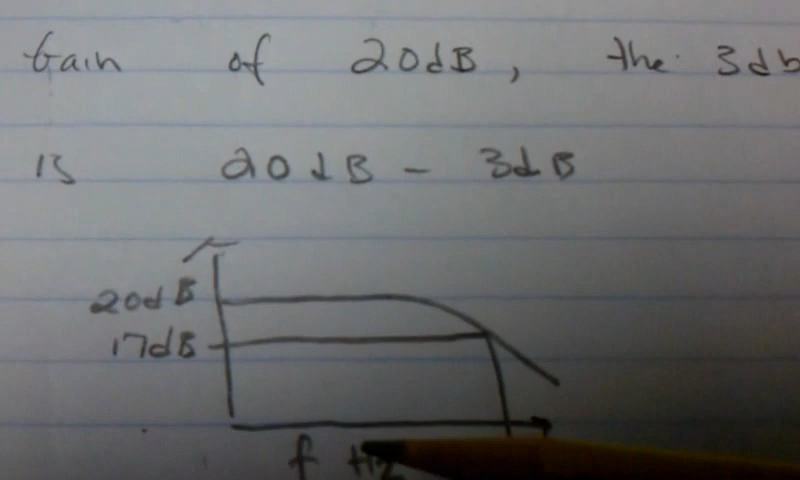 Gain of 20dB, the 3db
is 20dB - 3dB
20dB
17dB
f Hz